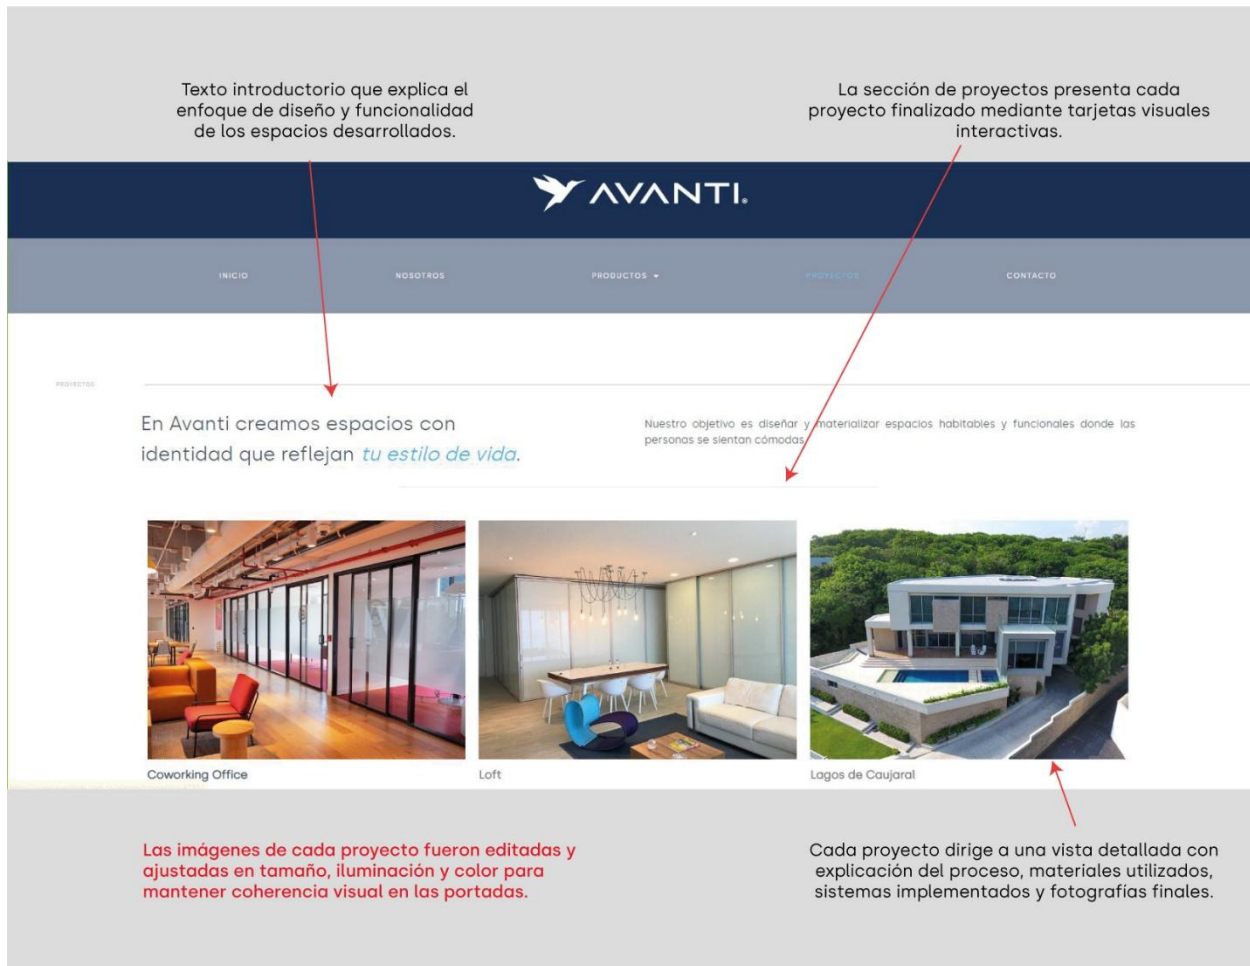 Texto introductorio que explica el
enfoque de diseño y funcionalidad
de los espacios desarrollados.
La sección de proyectos presenta cada
proyecto finalizado mediante tarjetas visuales
interactivas.
AVANTI®
INICIO
NOSOTROS
PRODUCTOS
PROYECTOS
CONTACTO
PROYECTOS
En Avanti creamos espacios con
identidad que reflejan tu estilo de vida.
Nuestro objetivo es diseñar y materializar espacios habitables y funcionales donde las
personas se sientan cómodas.
Coworking Office
Loft
Lagos de Caujaral
Las imágenes de cada proyecto fueron editadas y
ajustadas en tamaño, iluminación y color para
mantener coherencia visual en las portadas.
Cada proyecto dirige a una vista detallada con
explicación del proceso, materiales utilizados,
sistemas implementados y fotografías finales.